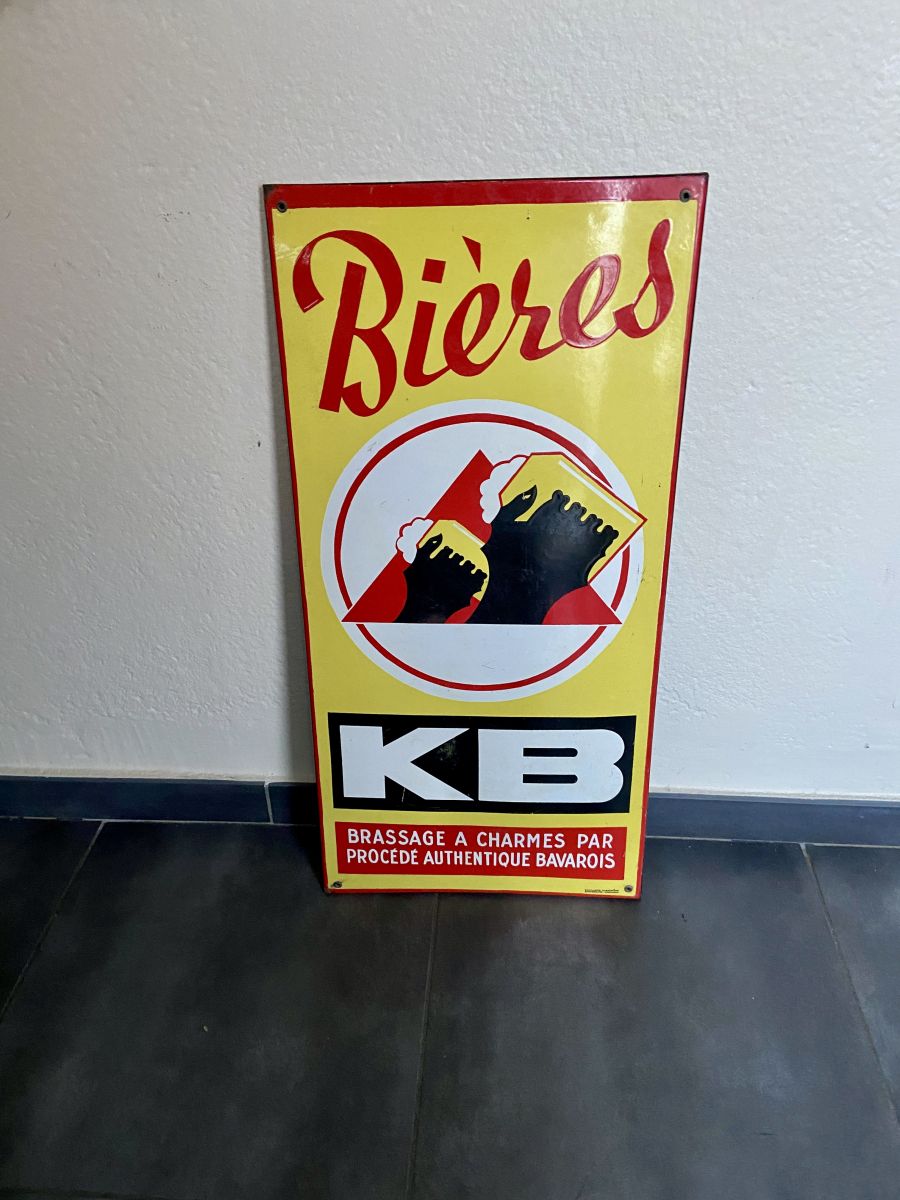 Bières
KB
BRASSAGE A CHARMES PAR
PROCÉDÉ AUTHENTIQUE BAVAROIS